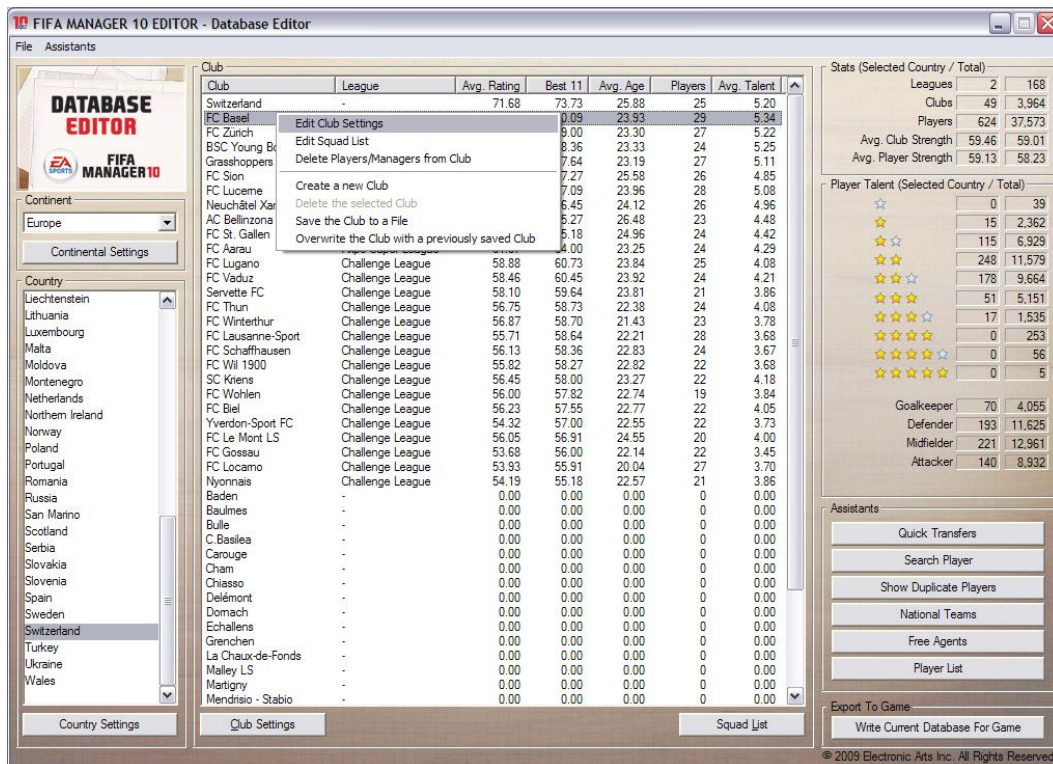 FIFA MANAGER 10 EDITOR - Database Editor
File Assistants
DATABASE
EDITOR
EA SPORTS FIFA MANAGER 10
Continent
Europe
Continental Settings
Country
Liechtenstein
Lithuania
Luxembourg
Malta
Moldova
Montenegro
Netherlands
Northern Ireland
Norway
Poland
Portugal
Romania
Russia
San Marino
Scotland
Serbia
Slovakia
Slovenia
Spain
Sweden
Switzerland
Turkey
Ukraine
Wales
Country Settings
Club
Club League Avg. Rating Best 11 Avg. Age Players Avg. Talent
Switzerland - 71.68 73.73 25.88 25 5.20
FC Basel 0.09 23.93 29 5.34
FC Zürich 9.00 23.30 27 5.22
BSC Young Bo 8.36 23.33 24 5.25
Grasshoppers 7.64 23.19 27 5.11
FC Sion 7.27 25.58 26 4.85
FC Lucerne 7.09 23.96 28 5.08
Neuchâtel Xar 6.45 24.12 26 4.96
AC Bellinzona 5.27 26.48 23 4.48
FC St. Gallen 5.18 24.96 24 4.42
FC Aarau 4.00 23.25 24 4.29
FC Lugano Challenge League 58.88 60.73 23.84 25 4.08
FC Vaduz Challenge League 58.46 60.45 23.92 24 4.21
Servette FC Challenge League 58.10 59.64 23.81 21 3.86
FC Thun Challenge League 56.75 58.73 22.38 24 4.08
FC Winterthur Challenge League 56.87 58.70 21.43 23 3.78
FC Lausanne-Sport Challenge League 55.71 58.64 22.21 28 3.68
FC Schaffhausen Challenge League 56.13 58.36 22.83 24 3.67
FC Wil 1900 Challenge League 55.82 58.27 22.82 22 3.68
SC Kriens Challenge League 56.45 58.00 23.27 22 4.18
FC Wohlen Challenge League 56.00 57.82 22.74 19 3.84
FC Biel Challenge League 56.23 57.55 22.77 22 4.05
Yverdon-Sport FC Challenge League 54.32 57.00 22.55 22 3.73
FC Le Mont LS Challenge League 56.05 56.91 24.55 20 4.00
FC Gossau Challenge League 53.68 56.00 22.14 22 3.45
FC Locarno Challenge League 53.93 55.91 20.04 27 3.70
Nyonnais Challenge League 54.19 55.18 22.57 21 3.86
Baden - 0.00 0.00 0.00 0 0.00
Baulmes - 0.00 0.00 0.00 0 0.00
Bulle - 0.00 0.00 0.00 0 0.00
C.Basilea - 0.00 0.00 0.00 0 0.00
Carouge - 0.00 0.00 0.00 0 0.00
Cham - 0.00 0.00 0.00 0 0.00
Chiasso - 0.00 0.00 0.00 0 0.00
Delémont - 0.00 0.00 0.00 0 0.00
Dornach - 0.00 0.00 0.00 0 0.00
Echallens - 0.00 0.00 0.00 0 0.00
Grenchen - 0.00 0.00 0.00 0 0.00
La Chaux-de-Fonds - 0.00 0.00 0.00 0 0.00
Malley LS - 0.00 0.00 0.00 0 0.00
Martigny - 0.00 0.00 0.00 0 0.00
Mendrisio - Stabio - 0.00 0.00 0.00 0 0.00
Edit Club Settings
Edit Squad List
Delete Players/Managers from Club
Create a new Club
Delete the selected Club
Save the Club to a File
Overwrite the Club with a previously saved Club
Club Settings
Squad List
Stats (Selected Country / Total)
Leagues 2 168
Clubs 49 3,964
Players 624 37,573
Avg. Club Strength 59.46 59.01
Avg. Player Strength 59.13 58.23
Player Talent (Selected Country / Total)
0 39
15 2,362
115 6,929
248 11,579
178 9,664
51 5,151
17 1,535
0 253
0 56
0 5
Goalkeeper 70 4,055
Defender 193 11,625
Midfielder 221 12,961
Attacker 140 8,932
Assistants
Quick Transfers
Search Player
Show Duplicate Players
National Teams
Free Agents
Player List
Export To Game
Write Current Database For Game
© 2009 Electronic Arts Inc. All Rights Reserved